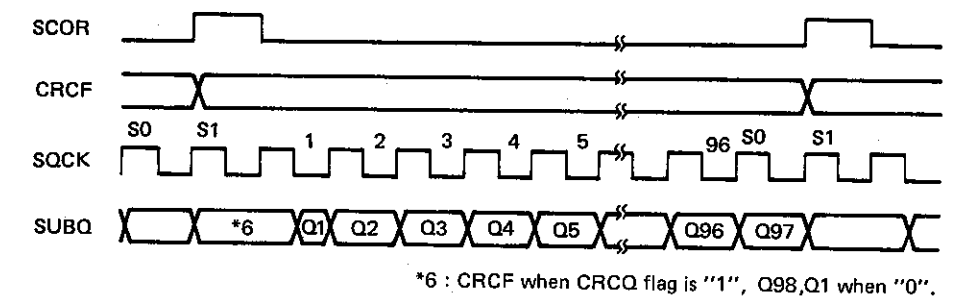 SCOR
CRCF
S0 S1 1 2 3 4 5 96 S0 S1
SQCK
SUBQ *6 Q1 Q2 Q3 Q4 Q5 Q96 Q97
*6 : CRCF when CRCQ flag is "1", Q98,Q1 when "0".